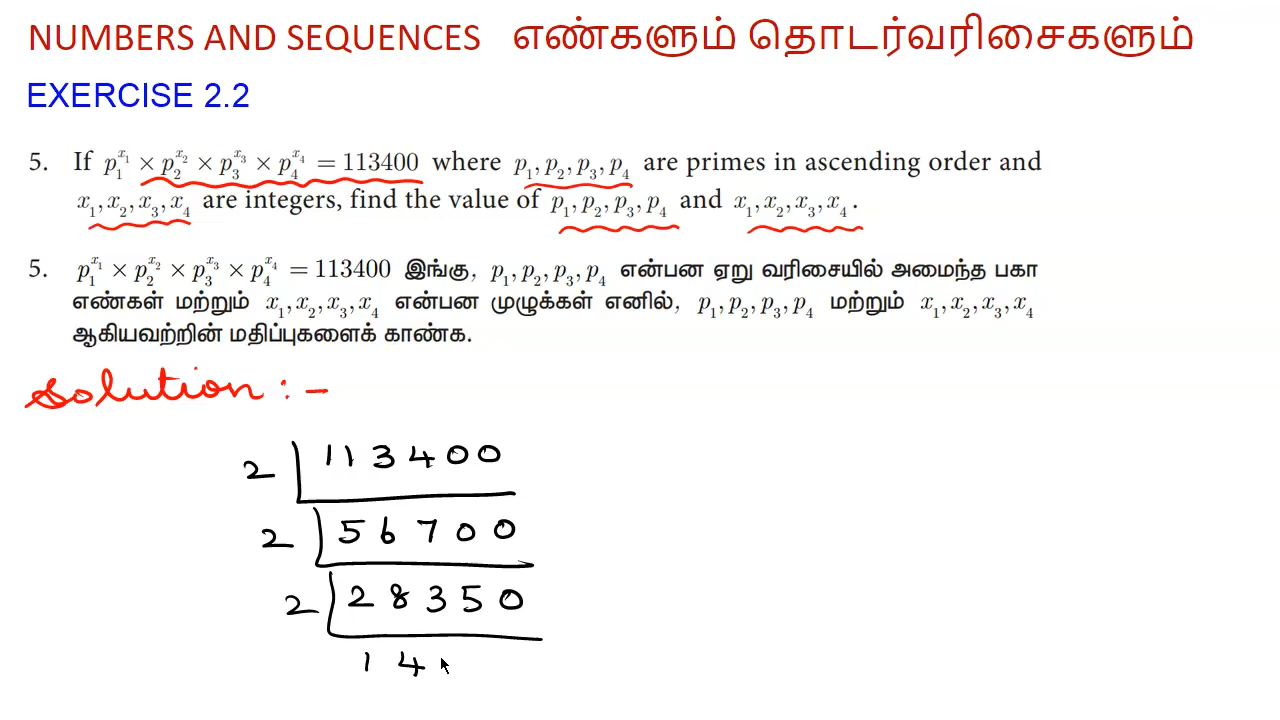 NUMBERS AND SEQUENCES எண்களும் தொடர்வரிசைகளும்
EXERCISE 2.2
5. If p₁^x₁ × p₂^x₂ × p₃^x₃ × p₄^x₄ = 113400 where p₁, p₂, p₃, p₄ are primes in ascending order and
x₁, x₂, x₃, x₄ are integers, find the value of p₁, p₂, p₃, p₄ and x₁, x₂, x₃, x₄.
5. p₁^x₁ × p₂^x₂ × p₃^x₃ × p₄^x₄ = 113400 இங்கு, p₁, p₂, p₃, p₄ என்பன ஏறு வரிசையில் அமைந்த பகா
எண்கள் மற்றும் x₁, x₂, x₃, x₄ என்பன முழுக்கள் எனில், p₁, p₂, p₃, p₄ மற்றும் x₁, x₂, x₃, x₄
ஆகியவற்றின் மதிப்புகளைக் காண்க.
Solution :-
2 113400
2 56700
2 28350
14